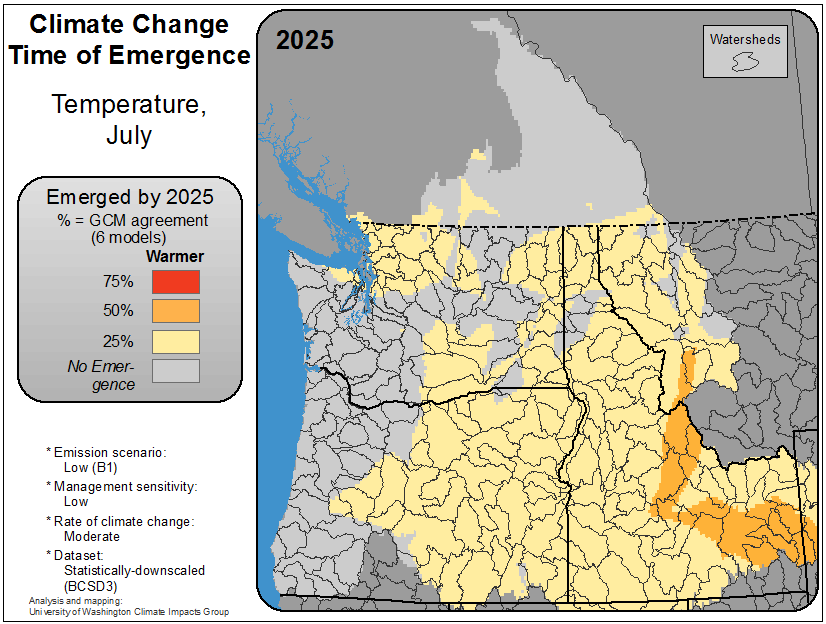 Climate Change
Time of Emergence
Temperature,
July
Emerged by 2025
% = GCM agreement
(6 models)
Warmer
75%
50%
25%
No Emer-
gence
* Emission scenario:
Low (B1)
* Management sensitivity:
Low
* Rate of climate change:
Moderate
* Dataset:
Statistically-downscaled
(BCSD3)
Analysis and mapping:
University of Washington Climate Impacts Group
2025
Watersheds